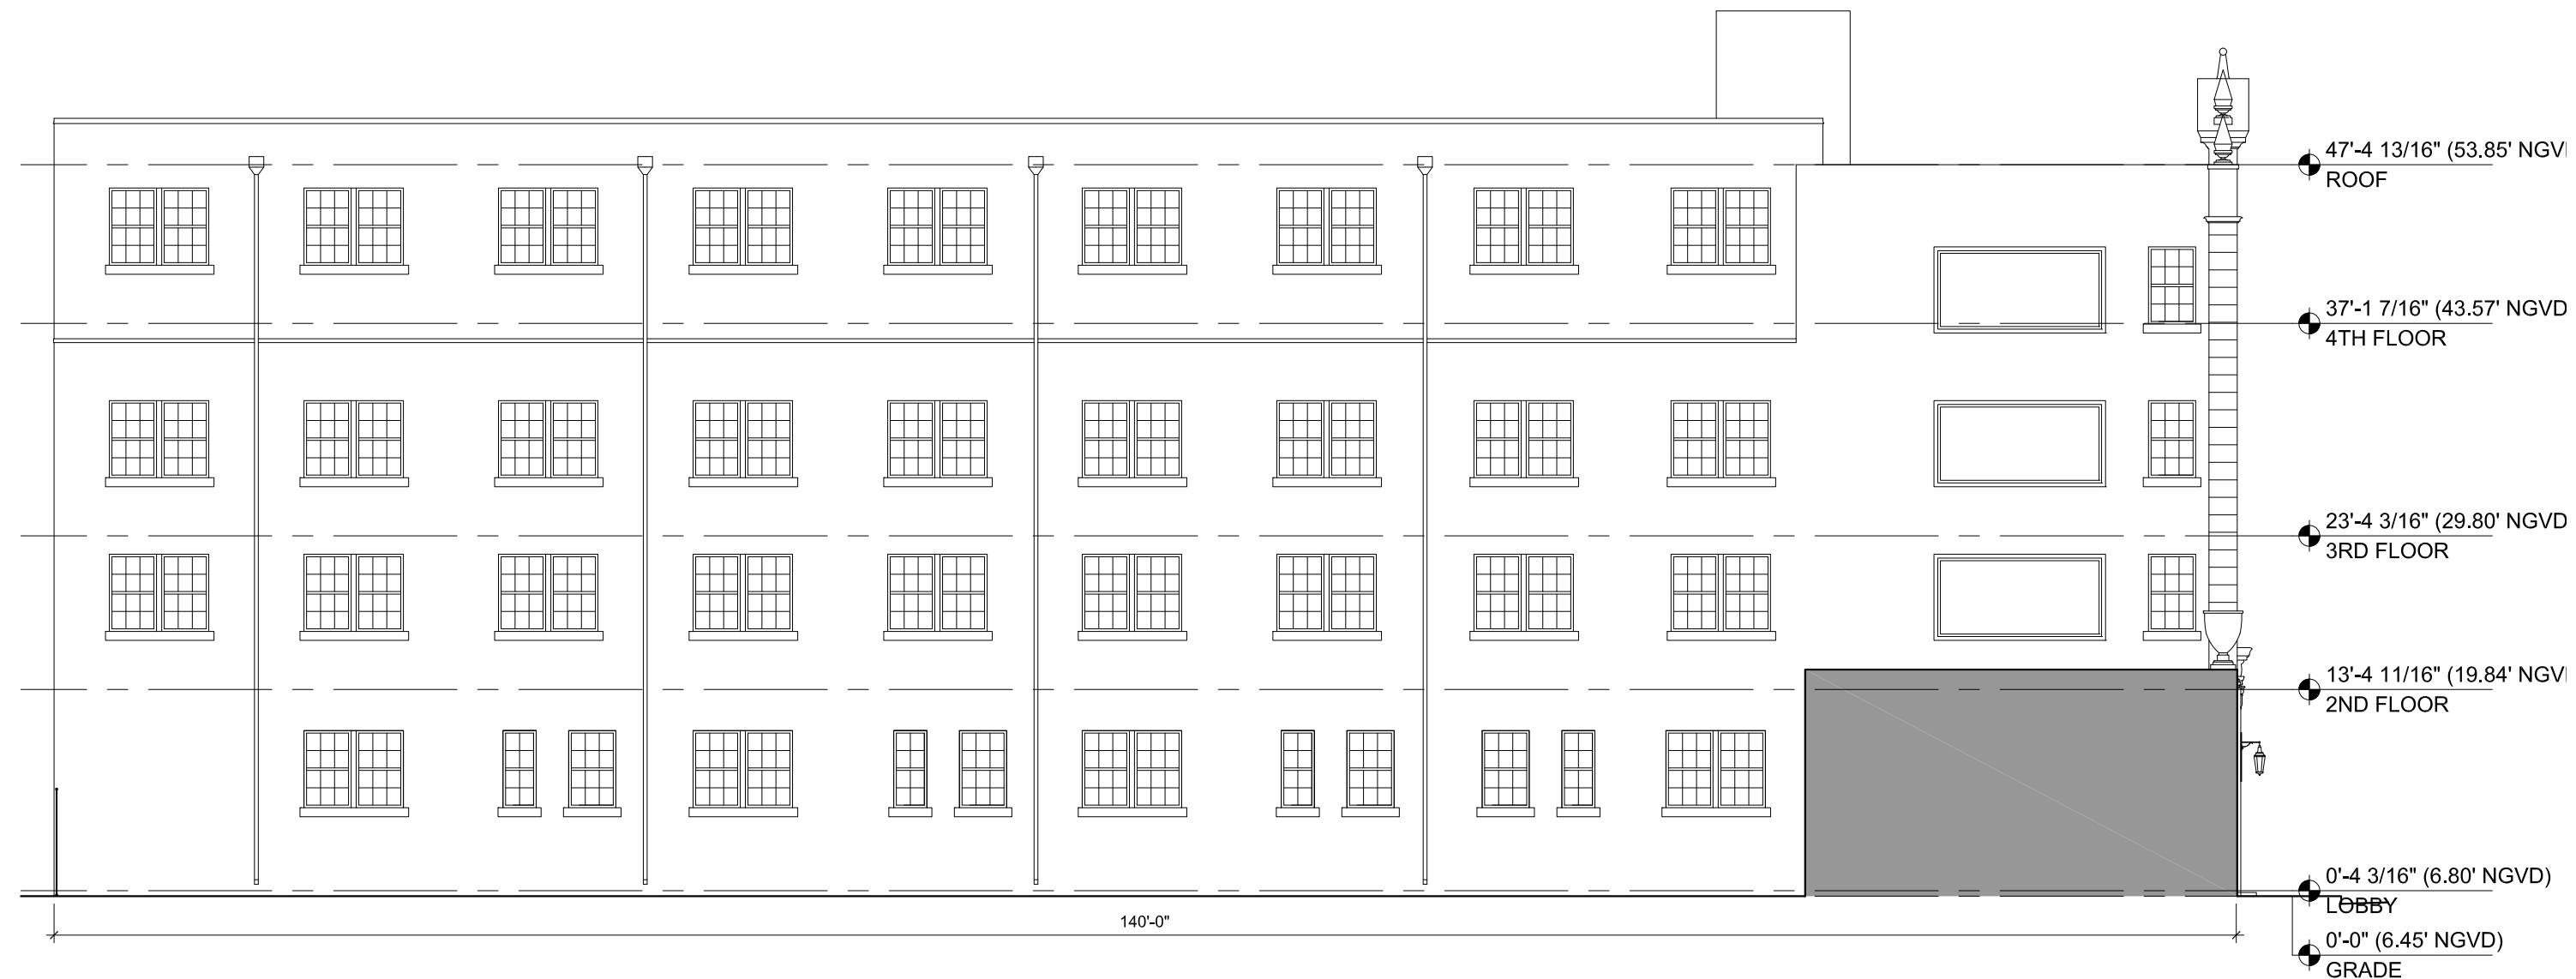 47'-4 13/16" (53.85' NGV
ROOF
37'-1 7/16" (43.57' NGVD
4TH FLOOR
23'-4 3/16" (29.80' NGVD
3RD FLOOR
13'-4 11/16" (19.84' NGV
2ND FLOOR
0'-4 3/16" (6.80' NGVD)
LOBBY
140'-0"
0'-0" (6.45' NGVD)
GRADE